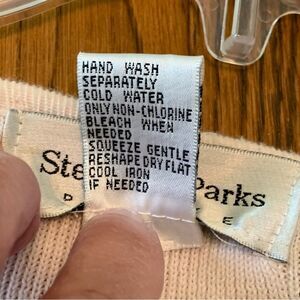 HAND WASH
SEPARATELY
COLD WATER
ONLY NON-CHLORINE
BLEACH WHEN
NEEDED
SQUEEZE GENTLE
RESHAPE DRY FLAT
COOL IRON
IF NEEDED
Parks